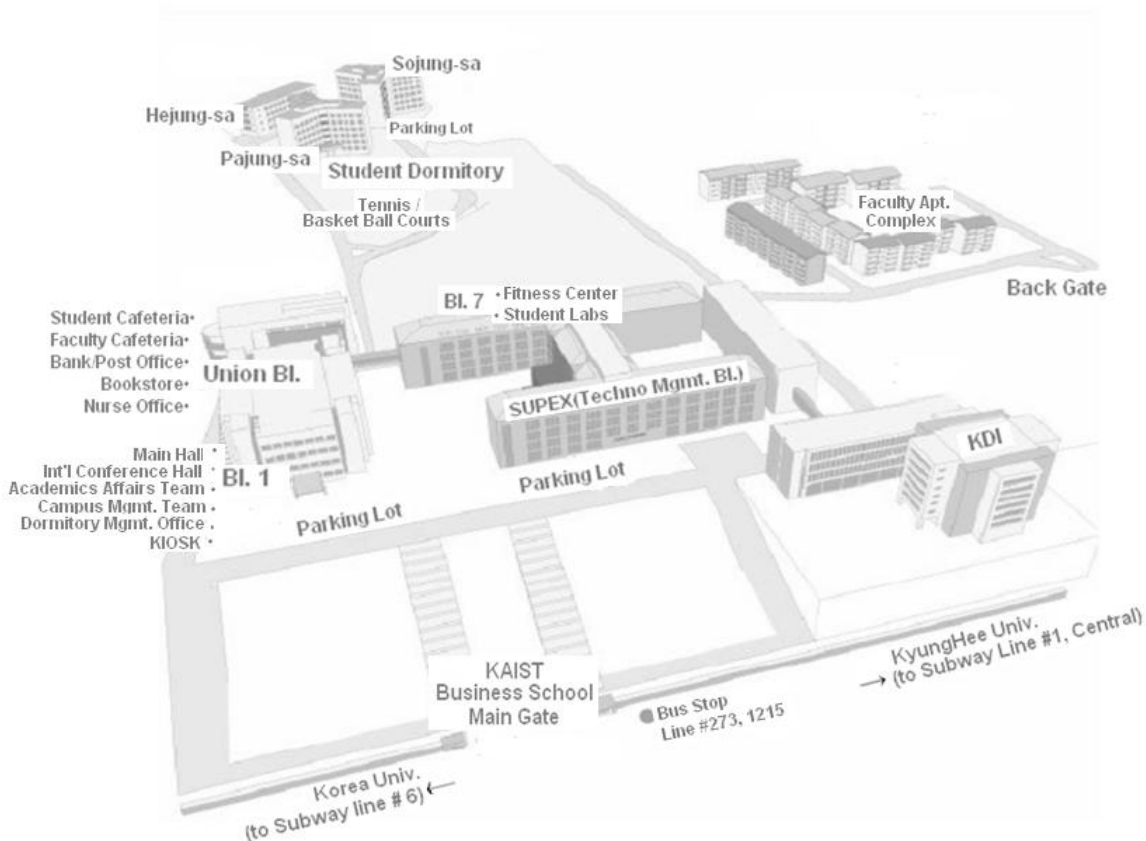 Sojung-sa
Hejung-sa
Parking Lot
Pajung-sa
Student Dormitory
Tennis /
Basket Ball Courts
Faculty Apt.
Complex
Back Gate
Bl. 7
•Fitness Center
• Student Labs
Student Cafeteria•
Faculty Cafeteria•
Bank/Post Office•
Bookstore•
Nurse Office•
Union Bl.
SUPEX(Techno Mgmt. Bl.)
KDI
Main Hall •
Int'l Conference Hall •
Academics Affairs Team •
Campus Mgmt. Team •
Dormitory Mgmt. Office •
KIOSK •
Bl. 1
Parking Lot
Parking Lot
KAIST
Business School
Main Gate
Bus Stop
Line #273, 1215
KyungHee Univ.
→ (to Subway Line #1, Central)
Korea Univ. ←
(to Subway line # 6)